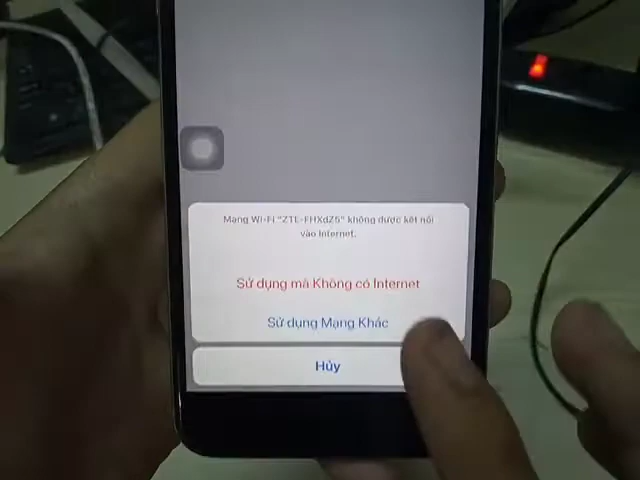 Mạng Wi-Fi "ZTE-FHXdZ6" không được kết nối
vào Internet.
Sử dụng mà Không có Internet
Sử dụng Mạng Khác
Hủy